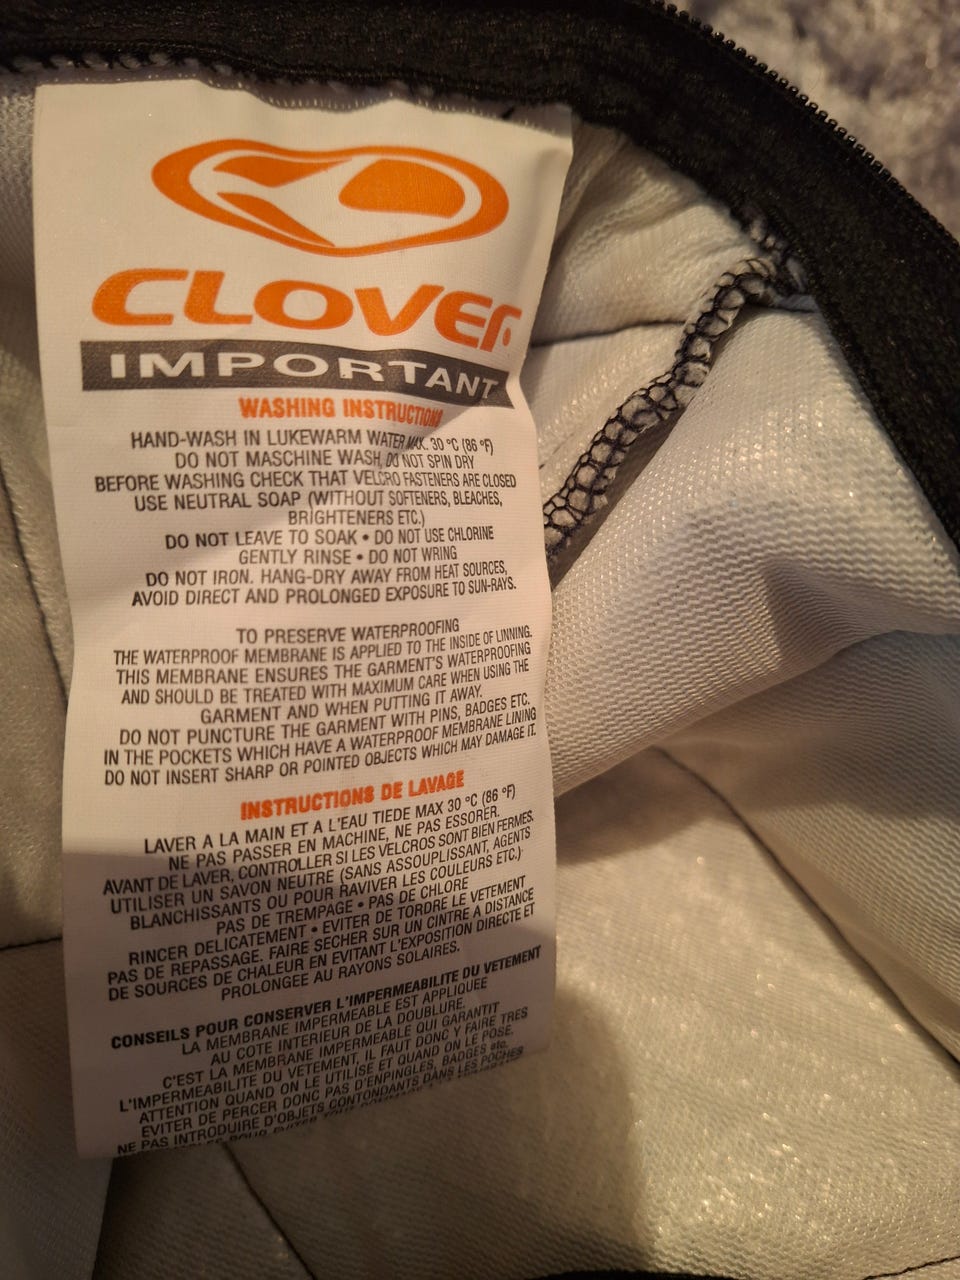 CLOVER
IMPORTANT
WASHING INSTRUCTIONS
HAND-WASH IN LUKEWARM WATER MAX. 30 °C (86 °F)
DO NOT MASCHINE WASH, DO NOT SPIN DRY
BEFORE WASHING CHECK THAT VELCRO FASTENERS ARE CLOSED
USE NEUTRAL SOAP (WITHOUT SOFTENERS, BLEACHES,
BRIGHTENERS ETC.)
DO NOT LEAVE TO SOAK • DO NOT USE CHLORINE
GENTLY RINSE • DO NOT WRING
DO NOT IRON. HANG-DRY AWAY FROM HEAT SOURCES,
AVOID DIRECT AND PROLONGED EXPOSURE TO SUN-RAYS.
TO PRESERVE WATERPROOFING
THE WATERPROOF MEMBRANE IS APPLIED TO THE INSIDE OF LINNING.
THIS MEMBRANE ENSURES THE GARMENT'S WATERPROOFING
AND SHOULD BE TREATED WITH MAXIMUM CARE WHEN USING THE
GARMENT AND WHEN PUTTING IT AWAY.
DO NOT PUNCTURE THE GARMENT WITH PINS, BADGES ETC.
IN THE POCKETS WHICH HAVE A WATERPROOF MEMBRANE LINING
DO NOT INSERT SHARP OR POINTED OBJECTS WHICH MAY DAMAGE IT.
INSTRUCTIONS DE LAVAGE
LAVER A LA MAIN ET A L'EAU TIEDE MAX 30 °C (86 °F)
NE PAS PASSER EN MACHINE, NE PAS ESSORER.
AVANT DE LAVER, CONTROLLER SI LES VELCROS SONT BIEN FERMES.
UTILISER UN SAVON NEUTRE (SANS ASSOUPLISSANT, AGENTS
BLANCHISSANTS OU POUR RAVIVER LES COULEURS ETC.)
PAS DE TREMPAGE • PAS DE CHLORE
RINCER DELICATEMENT • EVITER DE TORDRE LE VETEMENT
PAS DE REPASSAGE. FAIRE SECHER SUR UN CINTRE A DISTANCE
DE SOURCES DE CHALEUR EN EVITANT L'EXPOSITION DIRECTE ET
PROLONGEE AU RAYONS SOLAIRES.
CONSEILS POUR CONSERVER L'IMPERMEABILITE DU VETEMENT
LA MEMBRANE IMPERMEABLE EST APPLIQUEE
AU COTE INTERIEUR DE LA DOUBLURE.
C'EST LA MEMBRANE IMPERMEABLE QUI GARANTIT
L'IMPERMEABILITE DU VETEMENT, IL FAUT DONC Y FAIRE TRES
ATTENTION QUAND ON LE UTILISE ET QUAND ON LE POSE.
EVITER DE PERCER DONC PAS D'ENPINGLES, BADGES etc.
NE PAS INTRODUIRE D'OBJETS CONTONDANTS DANS LES POCHES
POUR EVITER